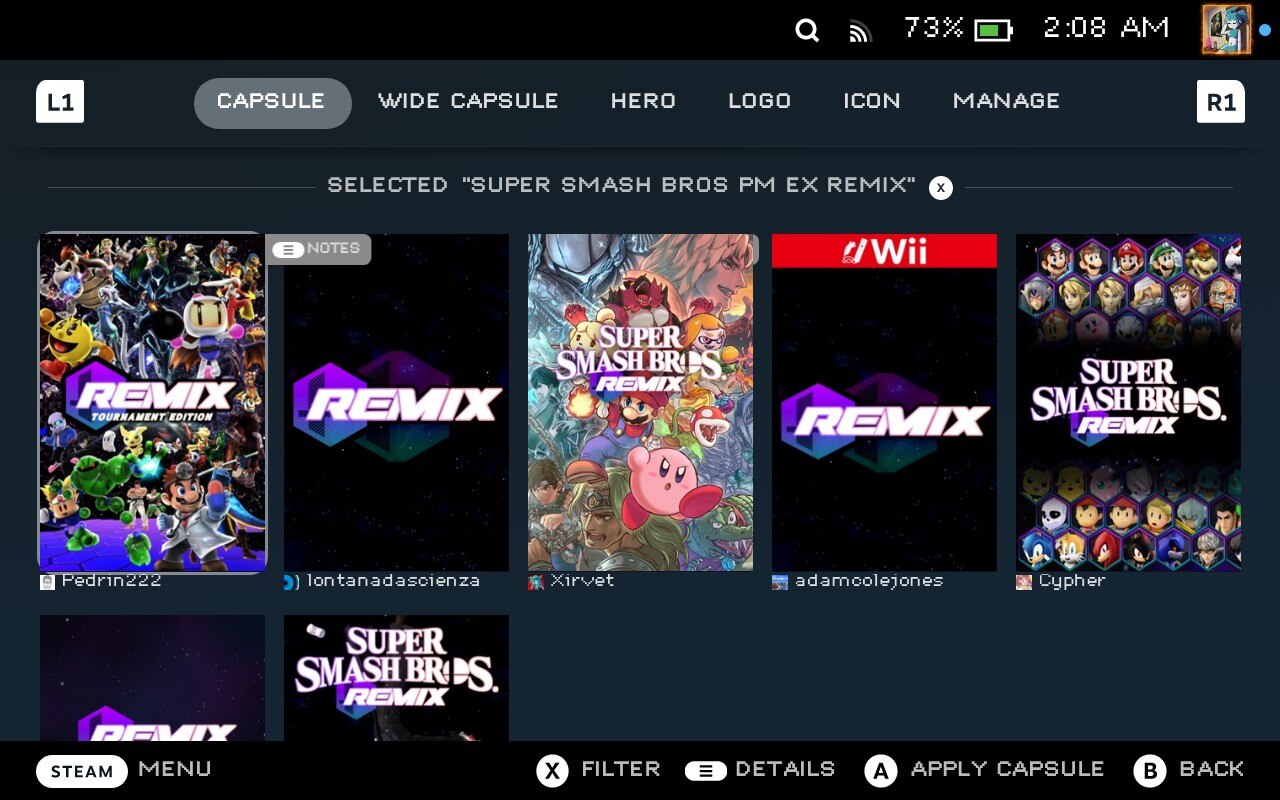 73% 2:08 AM
L1 CAPSULE WIDE CAPSULE HERO LOGO ICON MANAGE R1
SELECTED "SUPER SMASH BROS PM EX REMIX" X
NOTES
Wii
REMIX
TOURNAMENT EDITION
REMIX
SUPER
SMASH BROS.
REMIX
REMIX
SUPER
SMASH BROS.
REMIX
Pedrin222 lontanadascienza Xirvet adamcolejones Cypher
REMIX
SUPER
SMASH BROS.
REMIX
STEAM MENU X FILTER DETAILS A APPLY CAPSULE B BACK